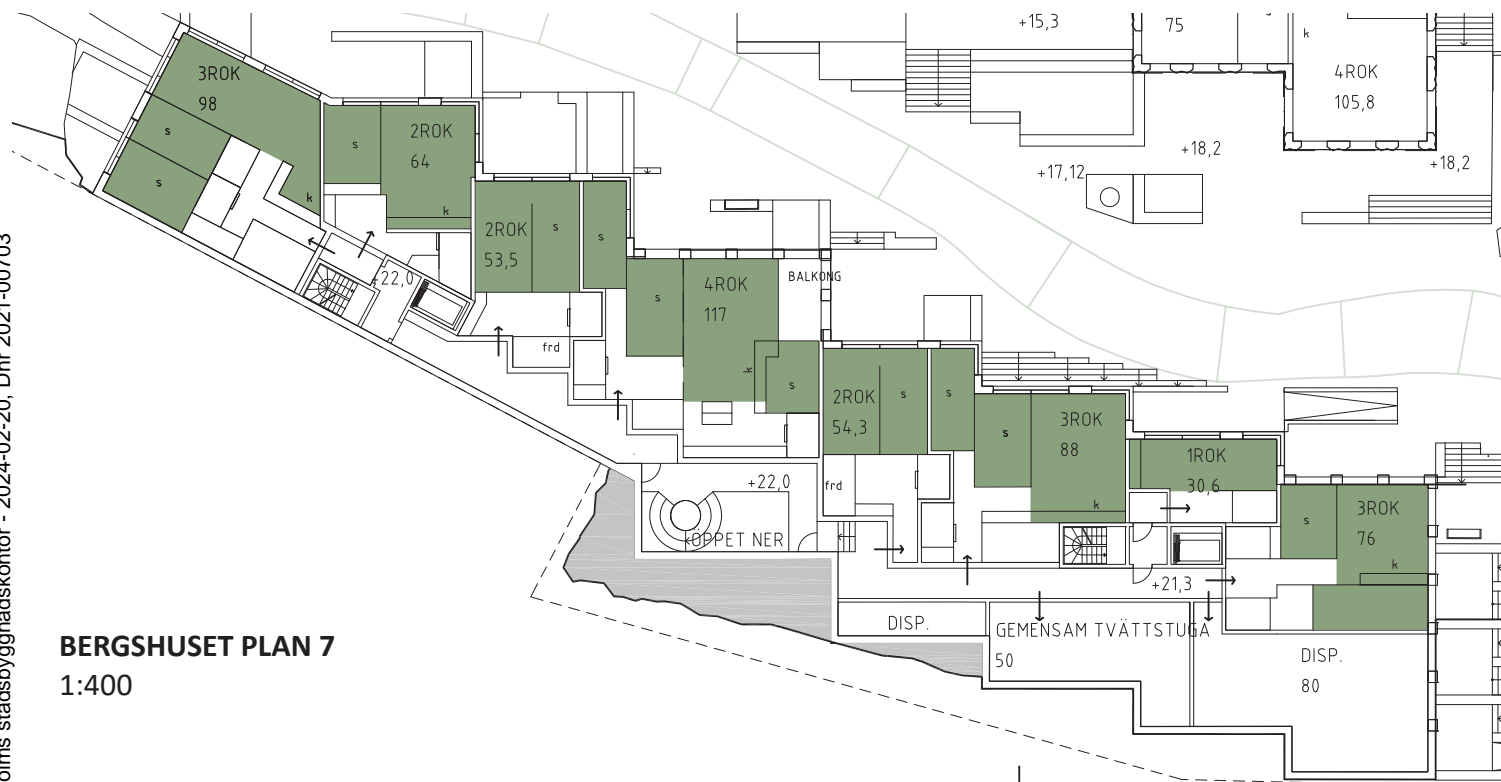 +15,3
75
k
4ROK
105,8
+18,2
+17,12
+18,2
3ROK
98
s
s
k
2ROK
64
s
k
+22,0
2ROK
53,5
s
s
frd
4ROK
117
s
k
s
BALKONG
2ROK
54,3
s
s
frd
3ROK
88
s
k
1ROK
30,6
3ROK
76
s
k
+22,0
ÖPPET NER
+21,3
DISP.
GEMENSAM TVÄTTSTUGA
50
DISP.
80
BERGSHUSET PLAN 7
1:400
olms stadsbyggnadskontor - 2024-02-20, Dnr 2021-00703